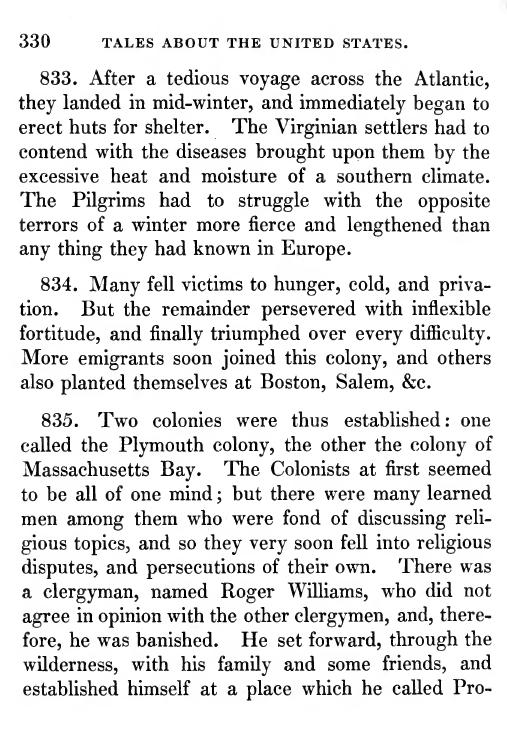 330 TALES ABOUT THE UNITED STATES.
833. After a tedious voyage across the Atlantic,
they landed in mid-winter, and immediately began to
erect huts for shelter. The Virginian settlers had to
contend with the diseases brought upon them by the
excessive heat and moisture of a southern climate.
The Pilgrims had to struggle with the opposite
terrors of a winter more fierce and lengthened than
any thing they had known in Europe.
834. Many fell victims to hunger, cold, and priva-
tion. But the remainder persevered with inflexible
fortitude, and finally triumphed over every difficulty.
More emigrants soon joined this colony, and others
also planted themselves at Boston, Salem, &c.
835. Two colonies were thus established: one
called the Plymouth colony, the other the colony of
Massachusetts Bay. The Colonists at first seemed
to be all of one mind; but there were many learned
men among them who were fond of discussing reli-
gious topics, and so they very soon fell into religious
disputes, and persecutions of their own. There was
a clergyman, named Roger Williams, who did not
agree in opinion with the other clergymen, and, there-
fore, he was banished. He set forward, through the
wilderness, with his family and some friends, and
established himself at a place which he called Pro-